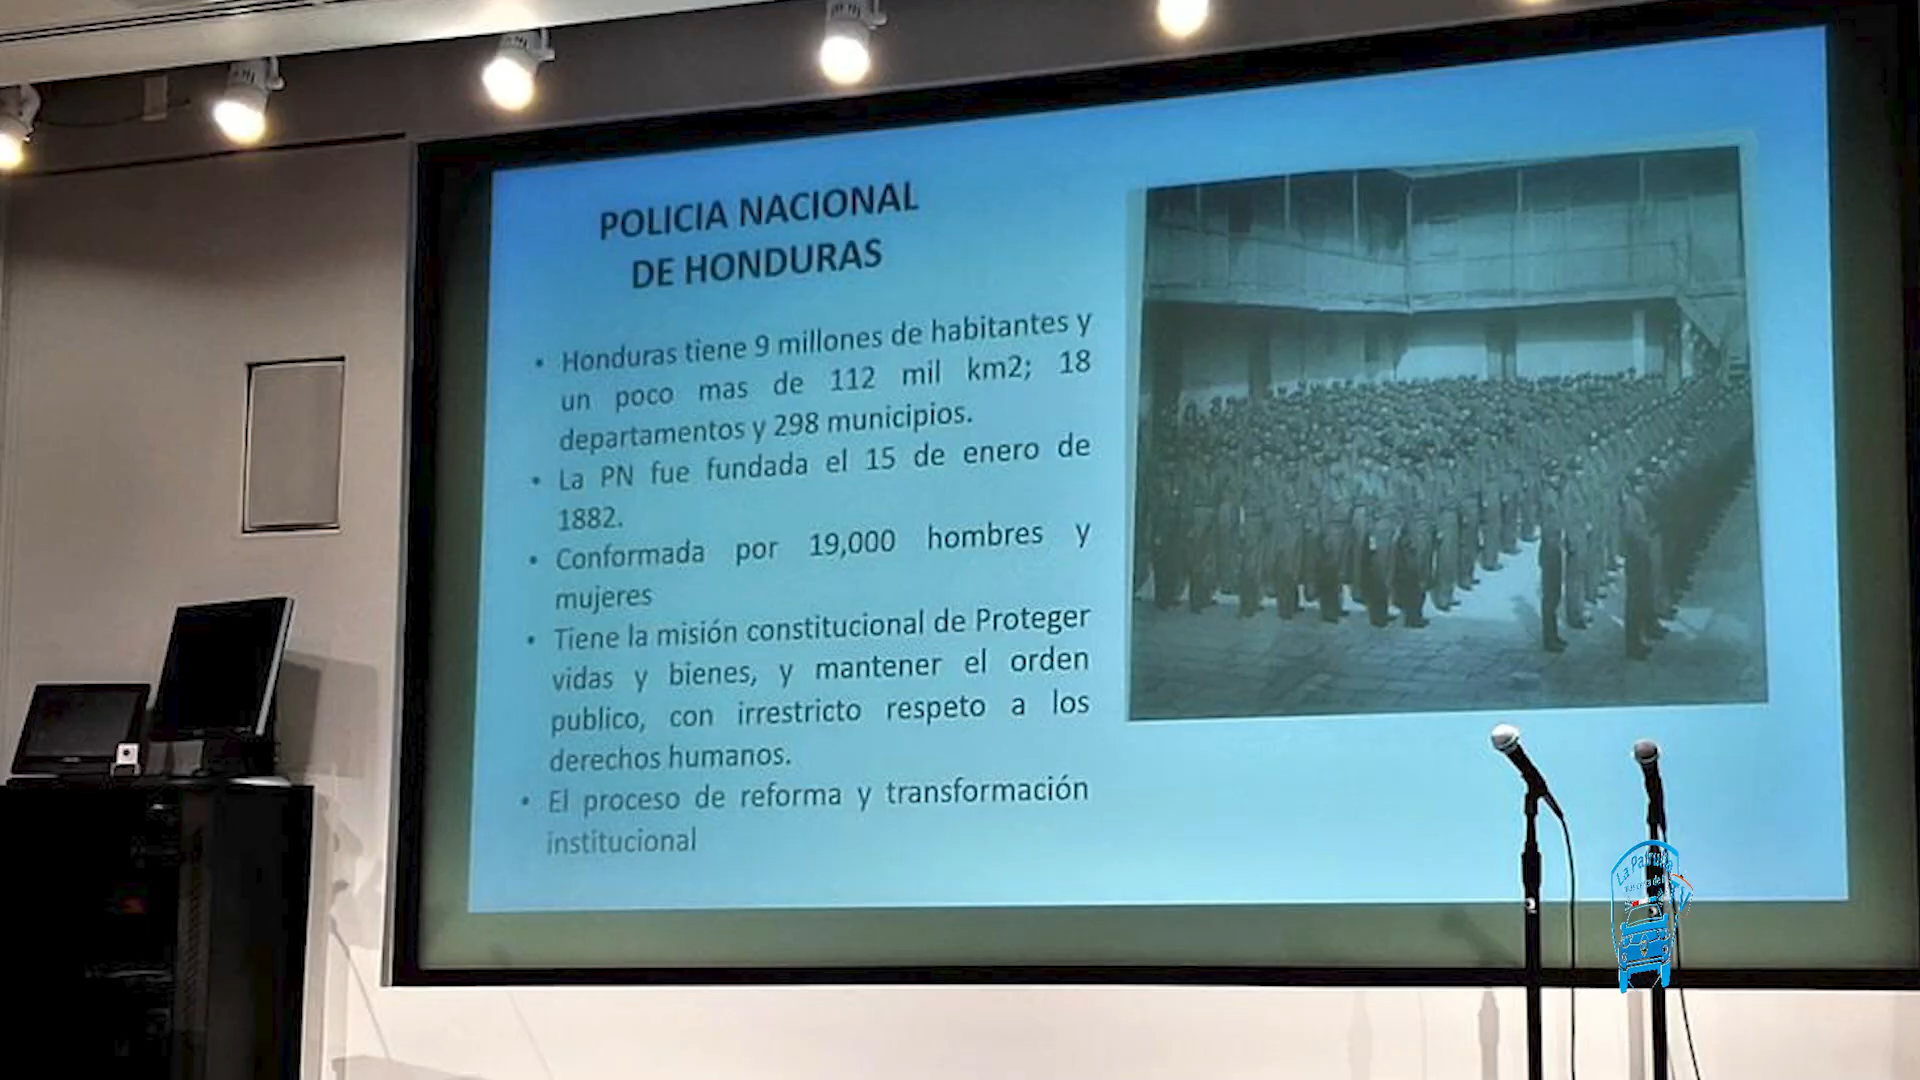 POLICIA NACIONAL
DE HONDURAS
• Honduras tiene 9 millones de habitantes y
un poco mas de 112 mil km2; 18
departamentos y 298 municipios.
• La PN fue fundada el 15 de enero de
1882.
• Conformada por 19,000 hombres y
mujeres
• Tiene la misión constitucional de Proteger
vidas y bienes, y mantener el orden
publico, con irrestricto respeto a los
derechos humanos.
• El proceso de reforma y transformación
institucional
La Patrulla
TV